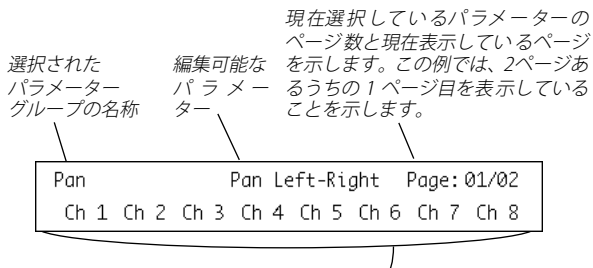 現在選択しているパラメーターの
ページ数と現在表示しているページ
を示します。この例では、2ページあ
るうちの 1 ページ目を表示している
ことを示します。
選択された
パラメーター
グループの名称
編集可能な
パ ラ メ ー
ター
Pan Pan Left-Right Page:01/02
Ch 1 Ch 2 Ch 3 Ch 4 Ch 5 Ch 6 Ch 7 Ch 8